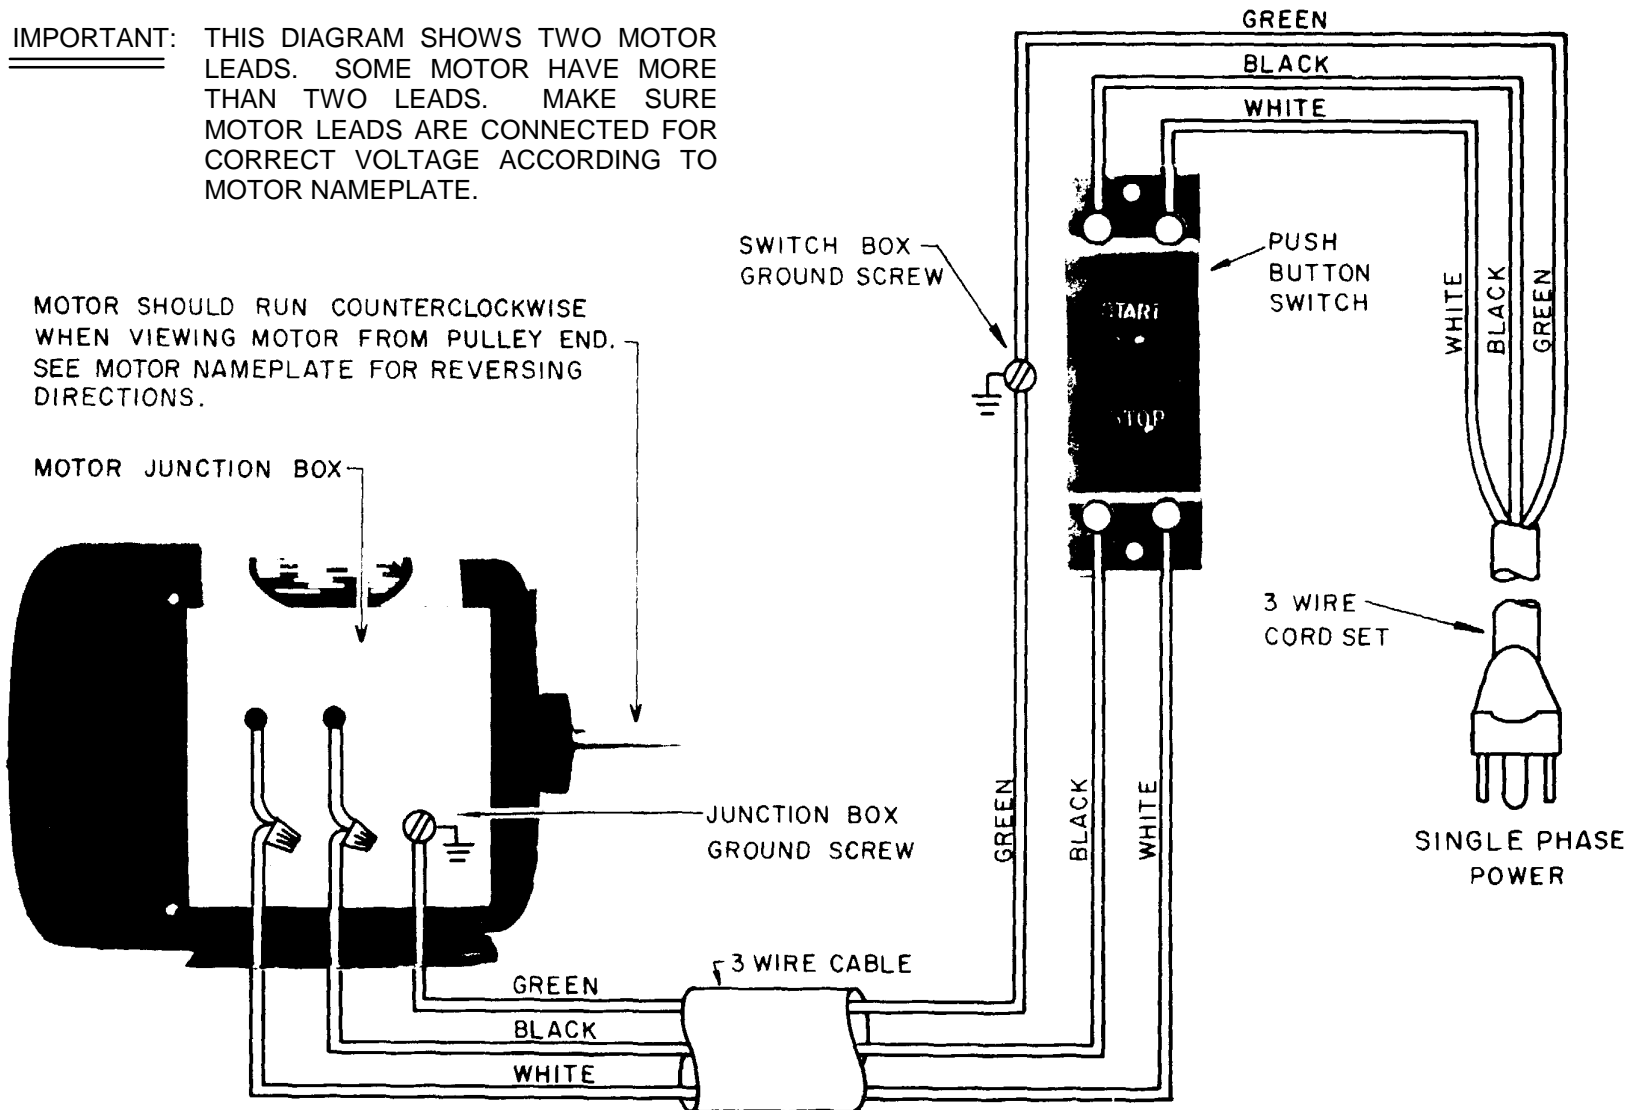 IMPORTANT: THIS DIAGRAM SHOWS TWO MOTOR
LEADS. SOME MOTOR HAVE MORE
THAN TWO LEADS. MAKE SURE
MOTOR LEADS ARE CONNECTED FOR
CORRECT VOLTAGE ACCORDING TO
MOTOR NAMEPLATE.
GREEN
BLACK
WHITE
SWITCH BOX
GROUND SCREW
PUSH
BUTTON
SWITCH
START
STOP
WHITE
BLACK
GREEN
MOTOR SHOULD RUN COUNTERCLOCKWISE
WHEN VIEWING MOTOR FROM PULLEY END.
SEE MOTOR NAMEPLATE FOR REVERSING
DIRECTIONS.
MOTOR JUNCTION BOX
3 WIRE
CORD SET
JUNCTION BOX
GROUND SCREW
GREEN
BLACK
WHITE
SINGLE PHASE
POWER
3 WIRE CABLE
GREEN
BLACK
WHITE